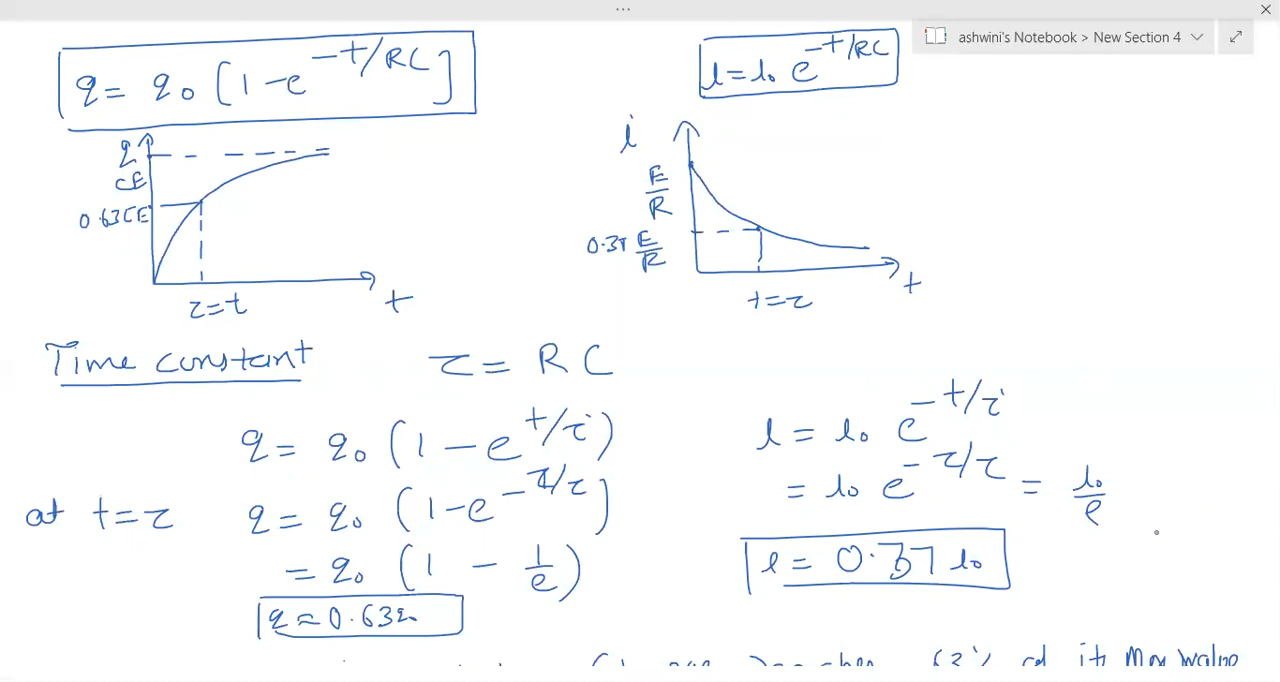 ...
ashwini's Notebook > New Section 4
q = q₀ [1 - e^-t/RC]
i = i₀ e^-t/RC
q
CE
0.63CE
τ=t
t
i
E/R
0.37 E/R
t=τ
t
Time constant τ = RC
q = q₀ (1 - e^t/τ)
at t=τ q = q₀ (1-e^-τ/τ)
= q₀ (1 - 1/e)
q = 0.63q₀
i = i₀ e^-t/τ
= i₀ e^-τ/τ = i₀/e
i = 0.37 i₀
63% of its Max value